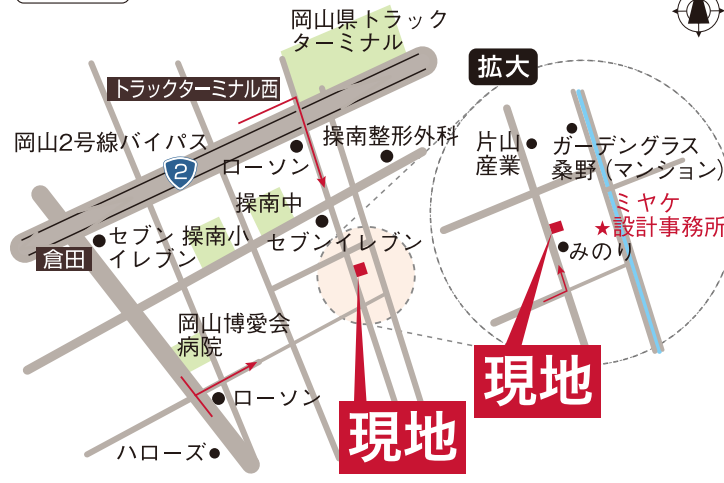 岡山県トラック
ターミナル
トラックターミナル西
拡大
岡山2号線バイパス
2
ローソン
操南整形外科
片山
産業
ガーデングラス
桑野(マンション)
操南中
ミヤケ
★設計事務所
セブン
イレブン
操南小
セブンイレブン
倉田
みのり
岡山博愛会
病院
現地
ローソン
現地
ハローズ